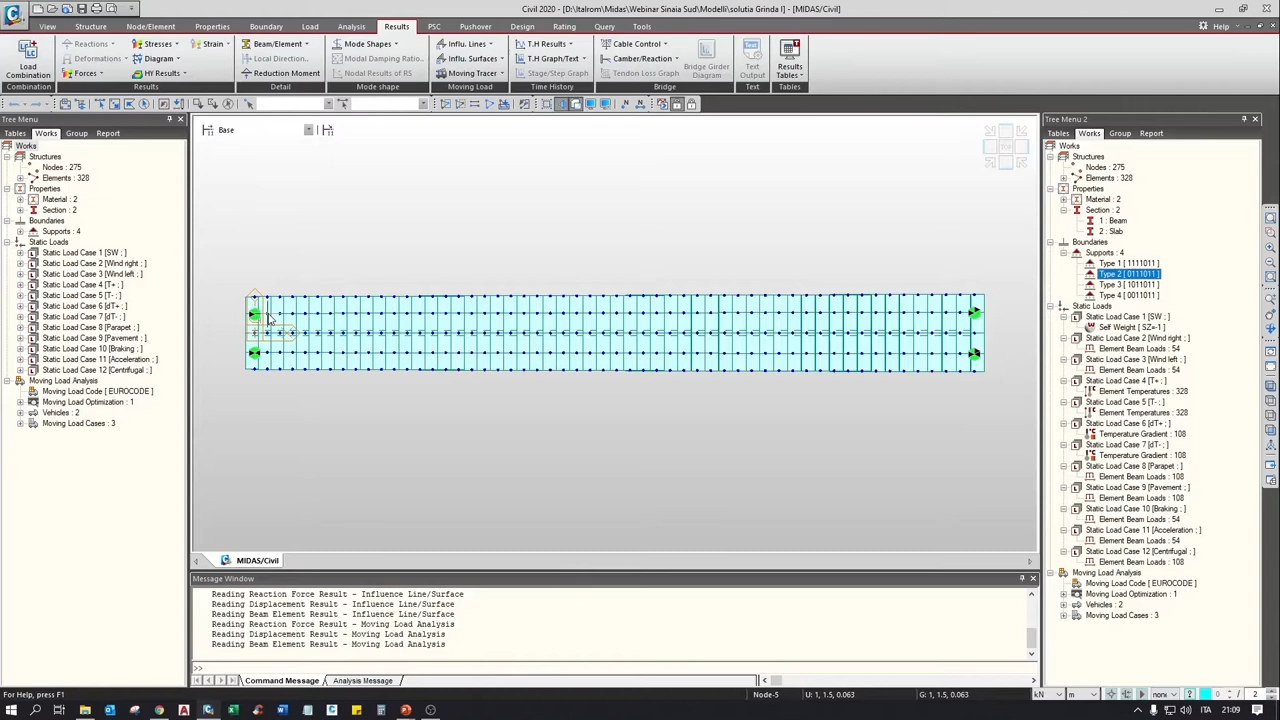 Civil 2020 - [D:\Italrom\Midas\Webinar Sinaia Sud\Modelli\solutia Grinda I] - [MIDAS/Civil]
View Structure Node/Element Properties Boundary Load Analysis Results PSC Pushover Design Rating Query Tools Help
Load Combination
Reactions
Deformations
Forces
Stresses
Diagram
HY Results
Strain
Beam/Element
Local Direction..
Reduction Moment
Mode Shapes
Modal Damping Ratio..
Nodal Results of RS
Influ. Lines
Influ. Surfaces
Moving Tracer
T.H Results
T.H Graph/Text
Stage/Step Graph
Cable Control
Camber/Reaction
Tendon Loss Graph
Bridge Girder Diagram
Text Output
Results Tables
Combination Results Detail Mode shape Moving Load Time History Bridge Text Tables
Tree Menu
Tables Works Group Report
Works
Structures
Nodes : 275
Elements : 328
Properties
Material : 2
Section : 2
Boundaries
Supports : 4
Static Loads
Static Load Case 1 [SW ; ]
Static Load Case 2 [Wind right ; ]
Static Load Case 3 [Wind left ; ]
Static Load Case 4 [T+ ; ]
Static Load Case 5 [T- ; ]
Static Load Case 6 [dT+ ; ]
Static Load Case 7 [dT- ; ]
Static Load Case 8 [Parapet ; ]
Static Load Case 9 [Pavement ; ]
Static Load Case 10 [Braking ; ]
Static Load Case 11 [Acceleration ; ]
Static Load Case 12 [Centrifugal ; ]
Moving Load Analysis
Moving Load Code [ EUROCODE ]
Moving Load Optimization : 1
Vehicles : 2
Moving Load Cases : 3
Base
TOP
MIDAS/Civil
Message Window
Reading Reaction Force Result - Influence Line/Surface
Reading Displacement Result - Influence Line/Surface
Reading Beam Element Result - Influence Line/Surface
Reading Reaction Force Result - Moving Load Analysis
Reading Displacement Result - Moving Load Analysis
Reading Beam Element Result - Moving Load Analysis
>>
Command Message Analysis Message
Tree Menu 2
Tables Works Group Report
Works
Structures
Nodes : 275
Elements : 328
Properties
Material : 2
Section : 2
1 : Beam
2 : Slab
Boundaries
Supports : 4
Type 1 [ 1111011 ]
Type 2 [ 0111011 ]
Type 3 [ 1011011 ]
Type 4 [ 0011011 ]
Static Loads
Static Load Case 1 [SW ; ]
Self Weight [ SZ=-1 ]
Static Load Case 2 [Wind right ; ]
Element Beam Loads : 54
Static Load Case 3 [Wind left ; ]
Element Beam Loads : 54
Static Load Case 4 [T+ ; ]
Element Temperatures : 328
Static Load Case 5 [T- ; ]
Element Temperatures : 328
Static Load Case 6 [dT+ ; ]
Temperature Gradient : 108
Static Load Case 7 [dT- ; ]
Temperature Gradient : 108
Static Load Case 8 [Parapet ; ]
Element Beam Loads : 108
Static Load Case 9 [Pavement ; ]
Element Beam Loads : 108
Static Load Case 10 [Braking ; ]
Element Beam Loads : 54
Static Load Case 11 [Acceleration ; ]
Element Beam Loads : 54
Static Load Case 12 [Centrifugal ; ]
Element Beam Loads : 108
Moving Load Analysis
Moving Load Code [ EUROCODE ]
Moving Load Optimization : 1
Vehicles : 2
Moving Load Cases : 3
For Help, press F1
Node-5
U: 1, 1.5, 0.063
G: 1, 1.5, 0.063
kN
m
none
2
ITA
21:09